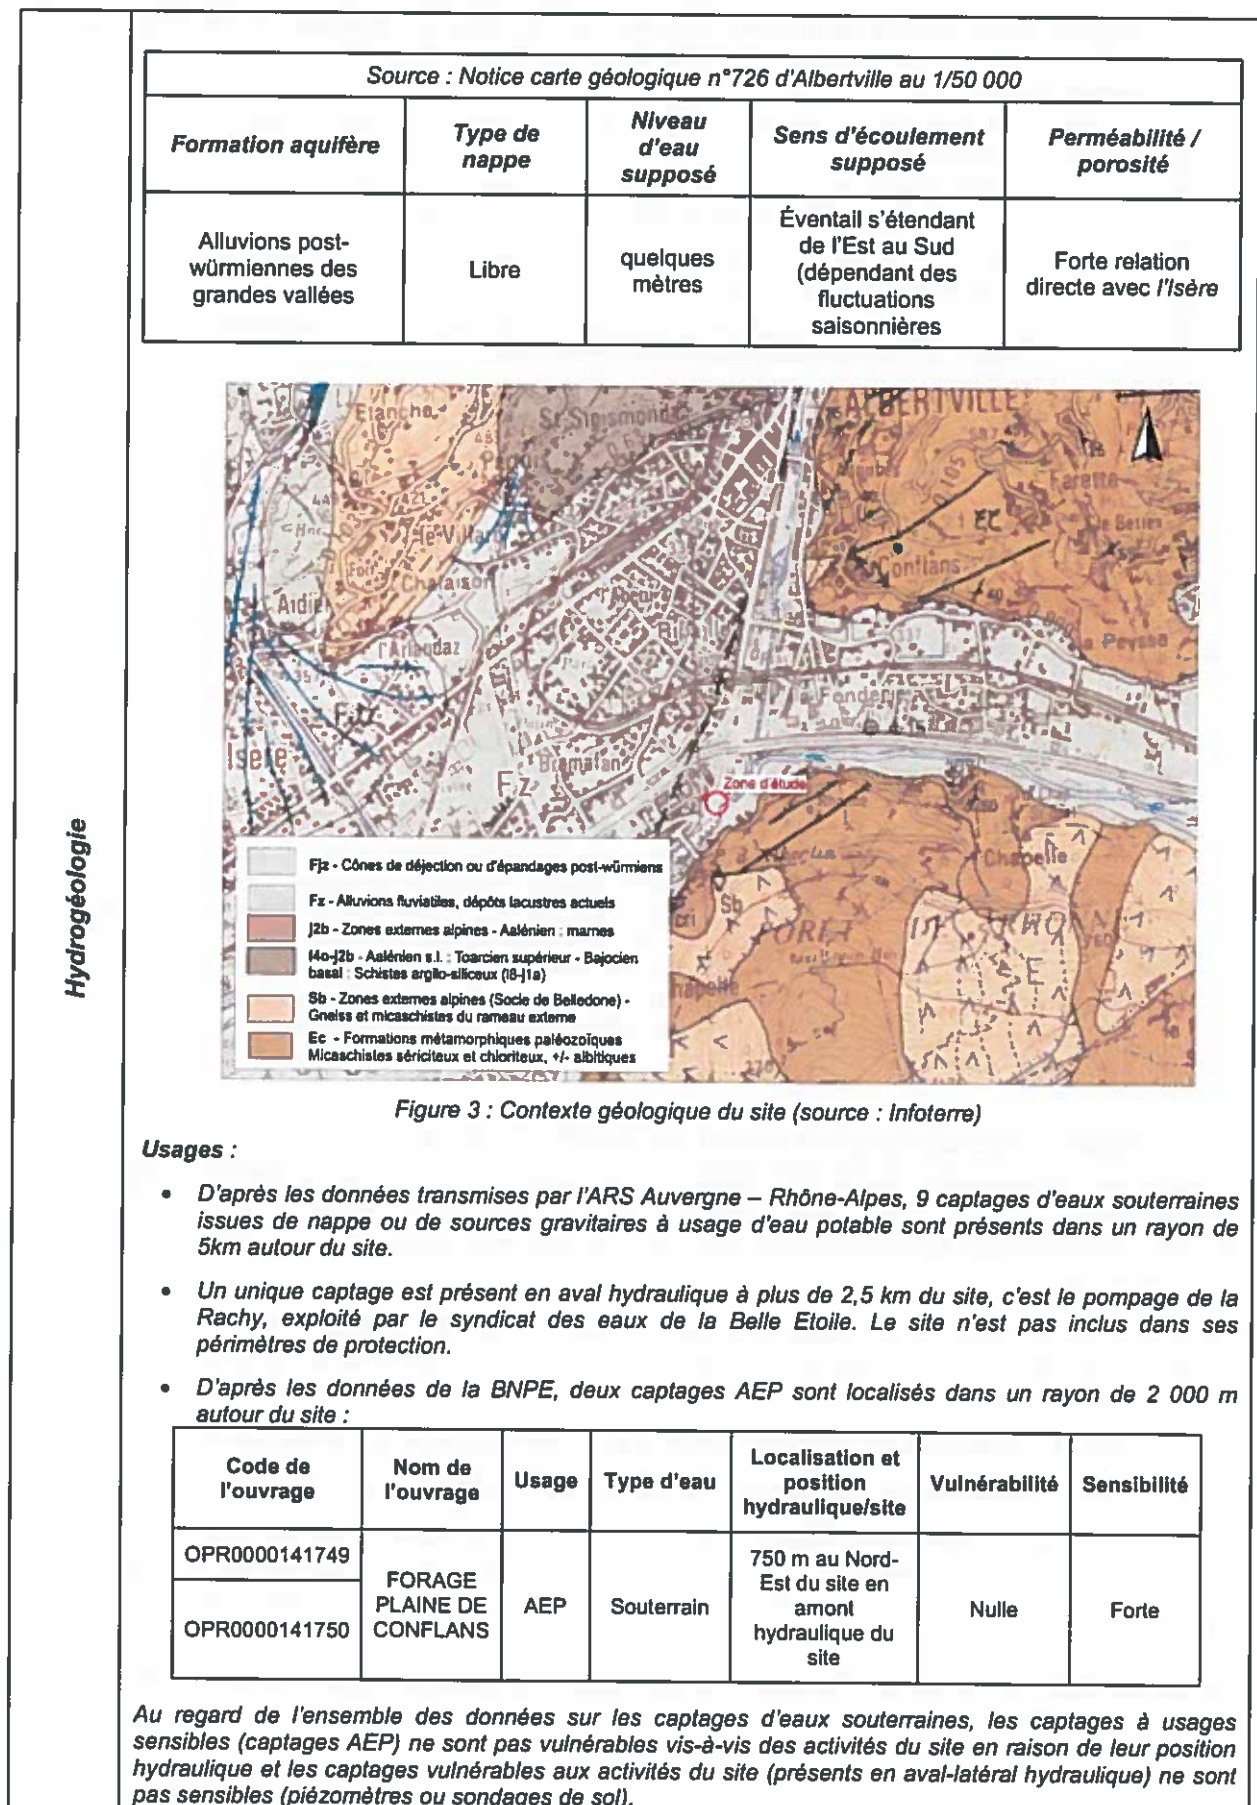 Hydrogéologie
Source : Notice carte géologique n°726 d'Albertville au 1/50 000
Formation aquifère
Type de
nappe
Niveau
d'eau
supposé
Sens d'écoulement
supposé
Perméabilité /
porosité
Alluvions post-
würmiennes des
grandes vallées
Libre
quelques
mètres
Éventail s'étendant
de l'Est au Sud
(dépendant des
fluctuations
saisonnières
Forte relation
directe avec l'Isère
Etancha
St Sigismond
ALBERTVILLE
Farette
EC
Conflans
Chataison
l'Arlandaz
Fonderie
Bramafan
Fz
Zone d'étude
Chapelle
Sb
FORET
Fjz - Cônes de déjection ou d'épandages post-würmiens
Fz - Alluvions fluviatiles, dépôts lacustres actuels
J2b - Zones externes alpines - Aalénien : marnes
I4o-j2b - Aalénien s.l. : Toarcien supérieur - Bajocien
basal : Schistes argilo-siliceux (I8-j1a)
Sb - Zones externes alpines (Socle de Belledone) -
Gneiss et micaschistes du rameau externe
Ec - Formations métamorphiques paléozoïques
Micaschistes sériciteux et chloriteux, +/- albitiques
Figure 3 : Contexte géologique du site (source : Infoterre)
Usages :
• D'après les données transmises par l'ARS Auvergne – Rhône-Alpes, 9 captages d'eaux souterraines
issues de nappe ou de sources gravitaires à usage d'eau potable sont présents dans un rayon de
5km autour du site.
• Un unique captage est présent en aval hydraulique à plus de 2,5 km du site, c'est le pompage de la
Rachy, exploité par le syndicat des eaux de la Belle Etoile. Le site n'est pas inclus dans ses
périmètres de protection.
• D'après les données de la BNPE, deux captages AEP sont localisés dans un rayon de 2 000 m
autour du site :
Code de
l'ouvrage
Nom de
l'ouvrage
Usage
Type d'eau
Localisation et
position
hydraulique/site
Vulnérabilité
Sensibilité
OPR0000141749
OPR0000141750
FORAGE
PLAINE DE
CONFLANS
AEP
Souterrain
750 m au Nord-
Est du site en
amont
hydraulique du
site
Nulle
Forte
Au regard de l'ensemble des données sur les captages d'eaux souterraines, les captages à usages
sensibles (captages AEP) ne sont pas vulnérables vis-à-vis des activités du site en raison de leur position
hydraulique et les captages vulnérables aux activités du site (présents en aval-latéral hydraulique) ne sont
pas sensibles (piézomètres ou sondages de sol).